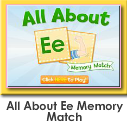 All About
Ee
Memory
Match
Click Here to Play!
All About Ee Memory
Match